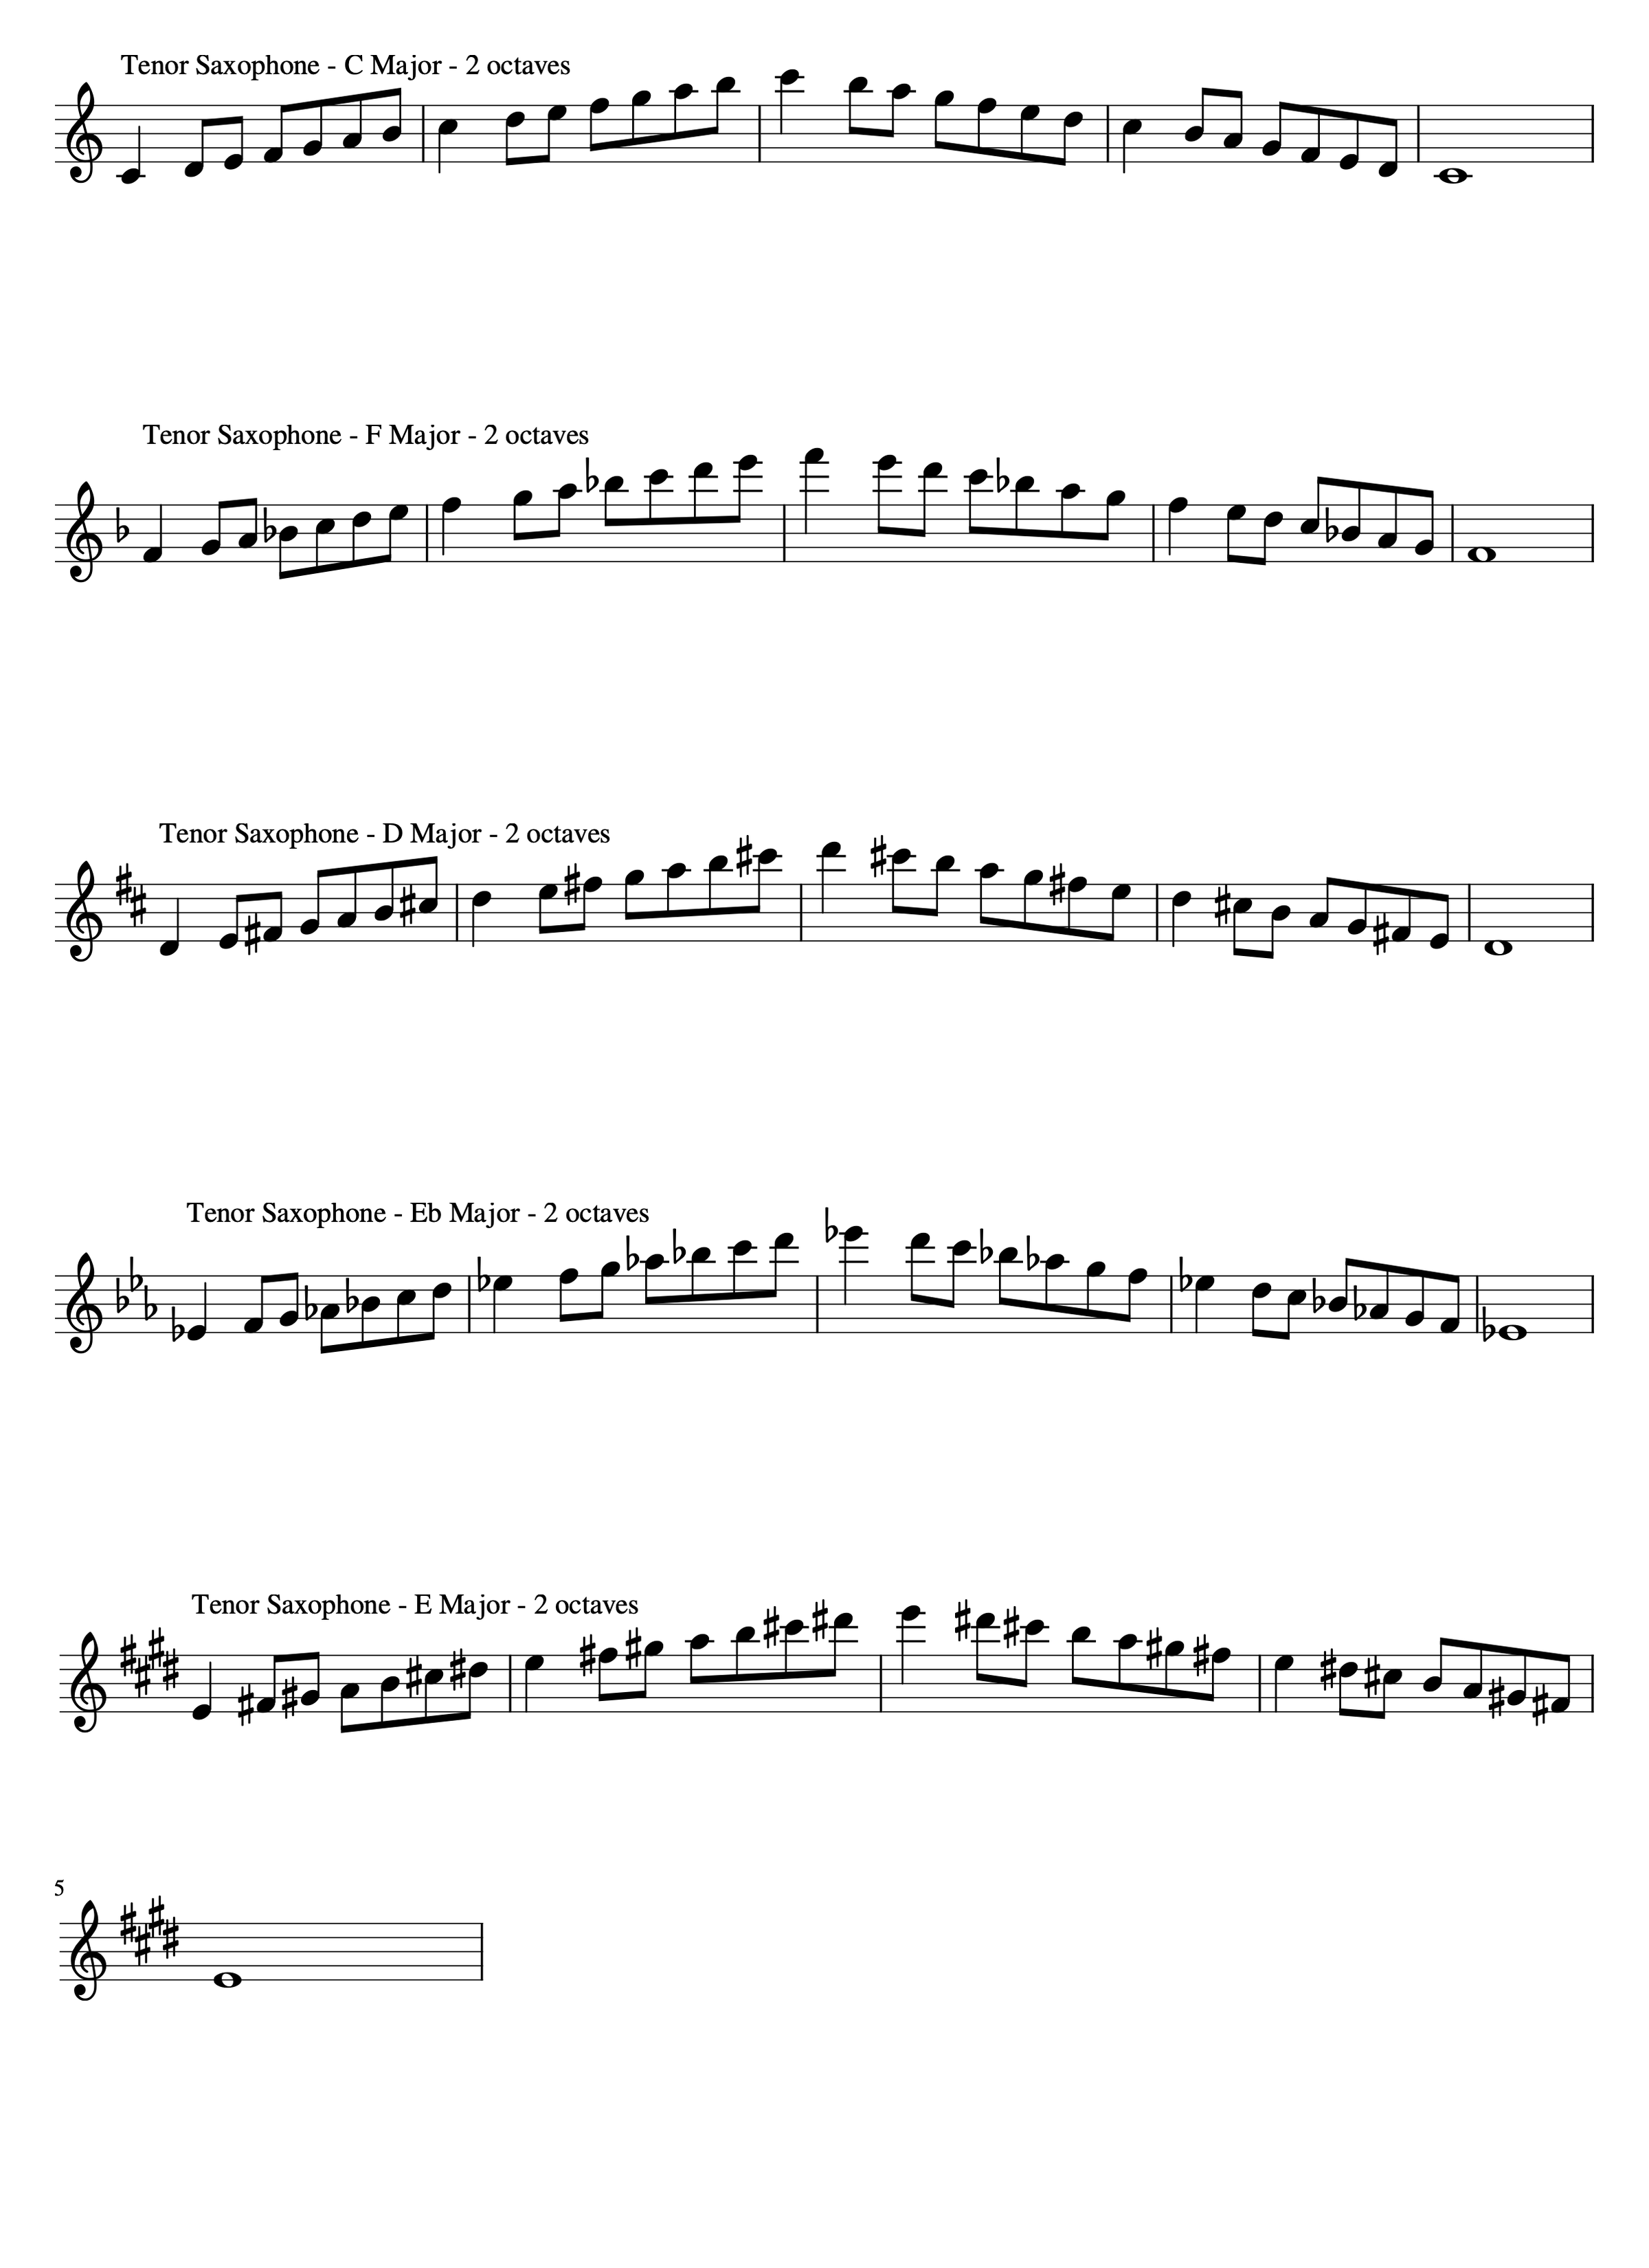 Tenor Saxophone - C Major - 2 octaves
Tenor Saxophone - F Major - 2 octaves
Tenor Saxophone - D Major - 2 octaves
Tenor Saxophone - Eb Major - 2 octaves
Tenor Saxophone - E Major - 2 octaves
5